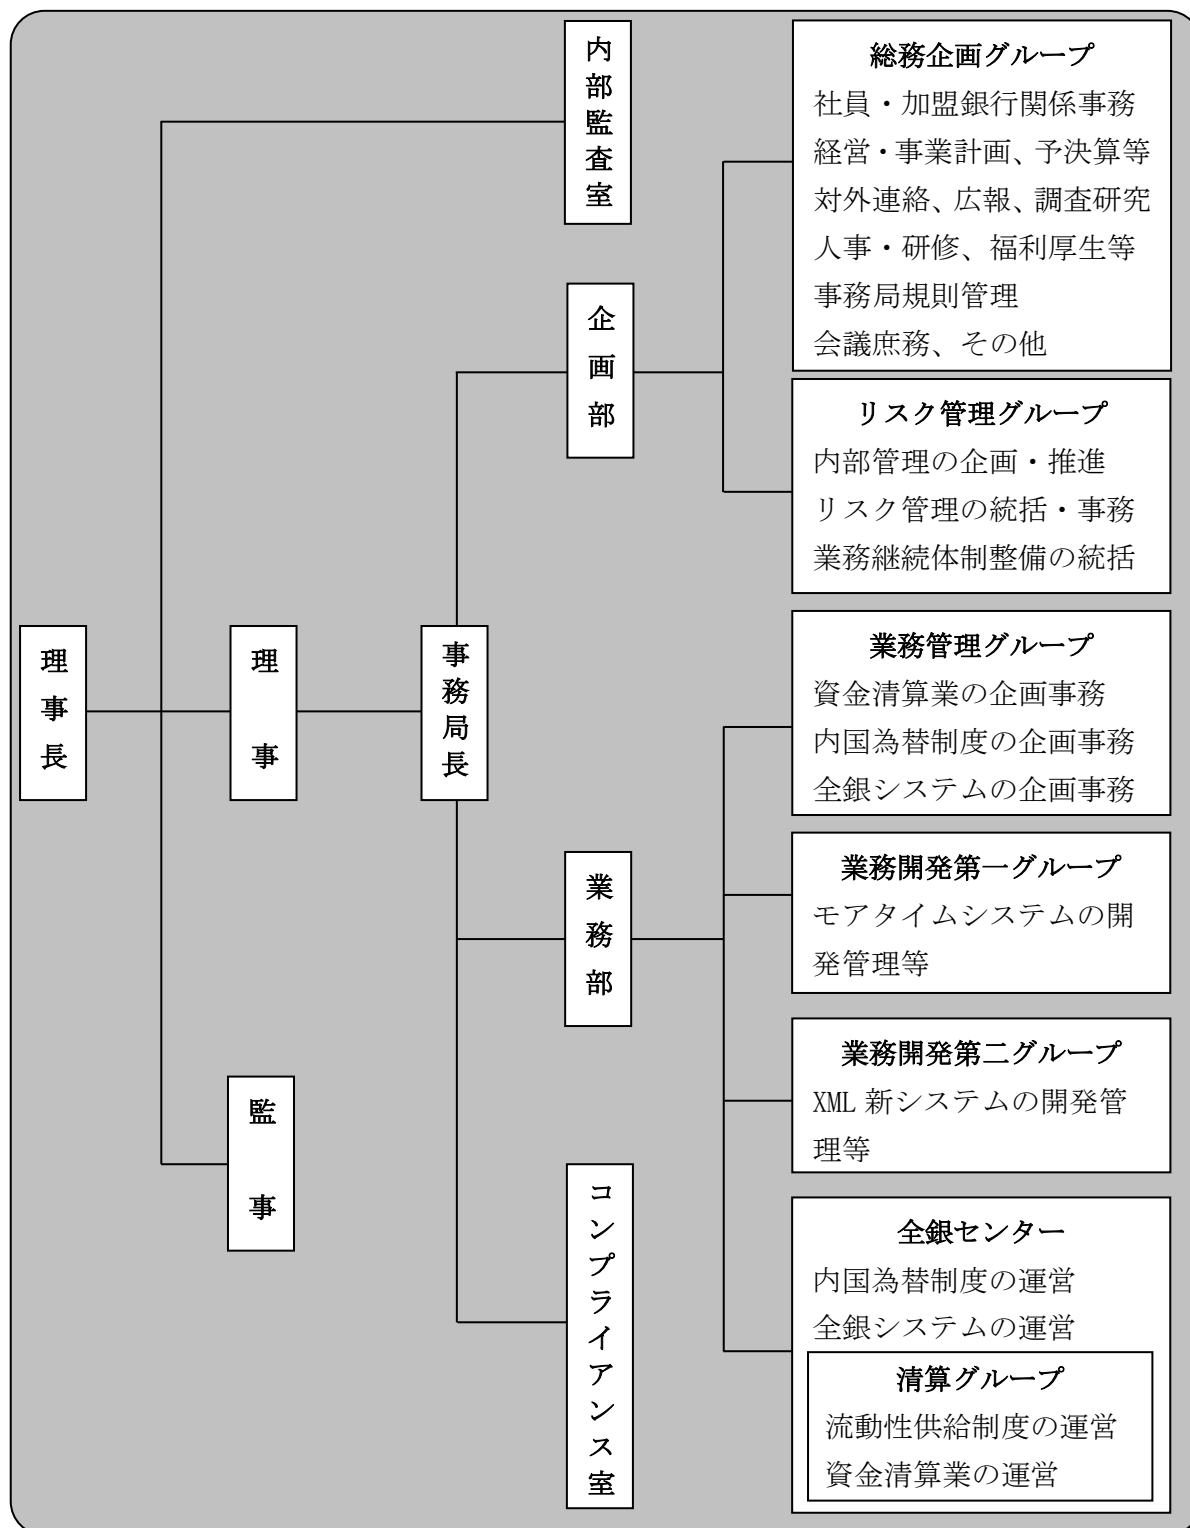 内部監査室
総務企画グループ
社員・加盟銀行関係事務
経営・事業計画、予決算等
対外連絡、広報、調査研究
人事・研修、福利厚生等
事務局規則管理
会議庶務、その他
企画部
リスク管理グループ
内部管理の企画・推進
リスク管理の統括・事務
業務継続体制整備の統括
理事長
理事
事務局長
業務管理グループ
資金清算業の企画事務
内国為替制度の企画事務
全銀システムの企画事務
業務部
業務開発第一グループ
モアタイムシステムの開
発管理等
業務開発第二グループ
XML 新システムの開発管
理等
監事
コンプライアンス室
全銀センター
内国為替制度の運営
全銀システムの運営
清算グループ
流動性供給制度の運営
資金清算業の運営